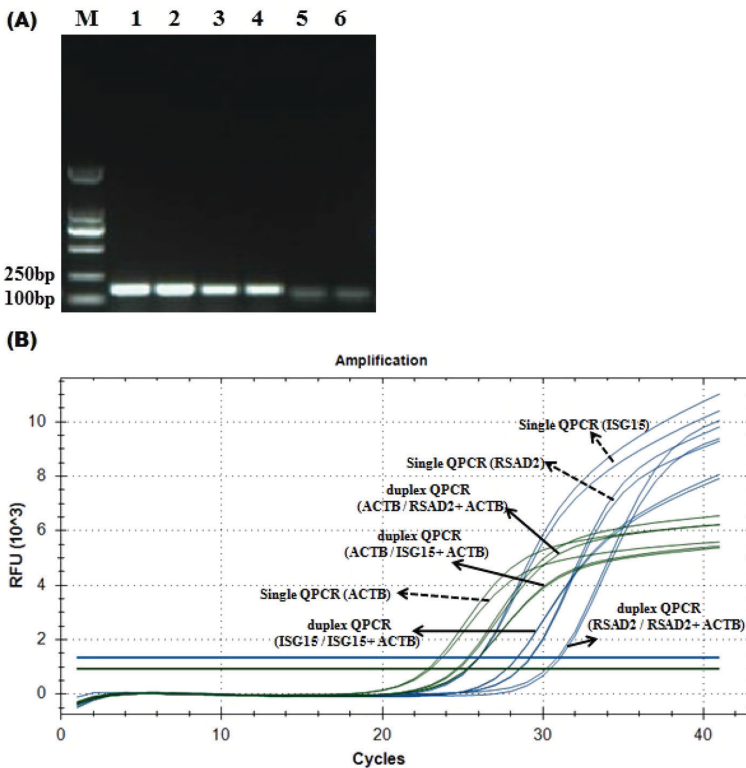 (A)
M 1 2 3 4 5 6
250bp
100bp
(B)
Amplification
10
8
6
4
2
0
RFU (10^3)
Single QPCR (ISG15)
Single QPCR (RSAD2)
duplex QPCR
(ACTB / RSAD2+ ACTB)
duplex QPCR
(ACTB / ISG15+ ACTB)
Single QPCR (ACTB)
duplex QPCR
(ISG15 / ISG15+ ACTB)
duplex QPCR
(RSAD2 / RSAD2+ ACTB)
0 10 20 30 40
Cycles